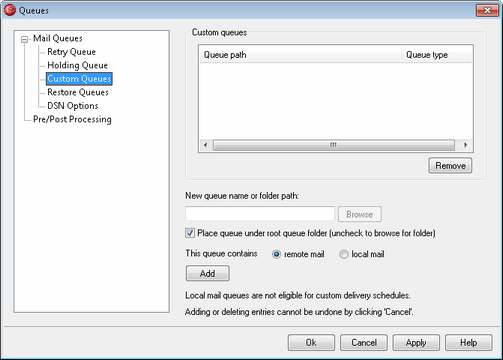 Queues
Mail Queues
Retry Queue
Holding Queue
Custom Queues
Restore Queues
DSN Options
Pre/Post Processing
Custom queues
Queue path Queue type
Remove
New queue name or folder path:
Browse
Place queue under root queue folder (uncheck to browse for folder)
This queue contains remote mail local mail
Add
Local mail queues are not eligible for custom delivery schedules.
Adding or deleting entries cannot be undone by clicking 'Cancel'.
Ok Cancel Apply Help